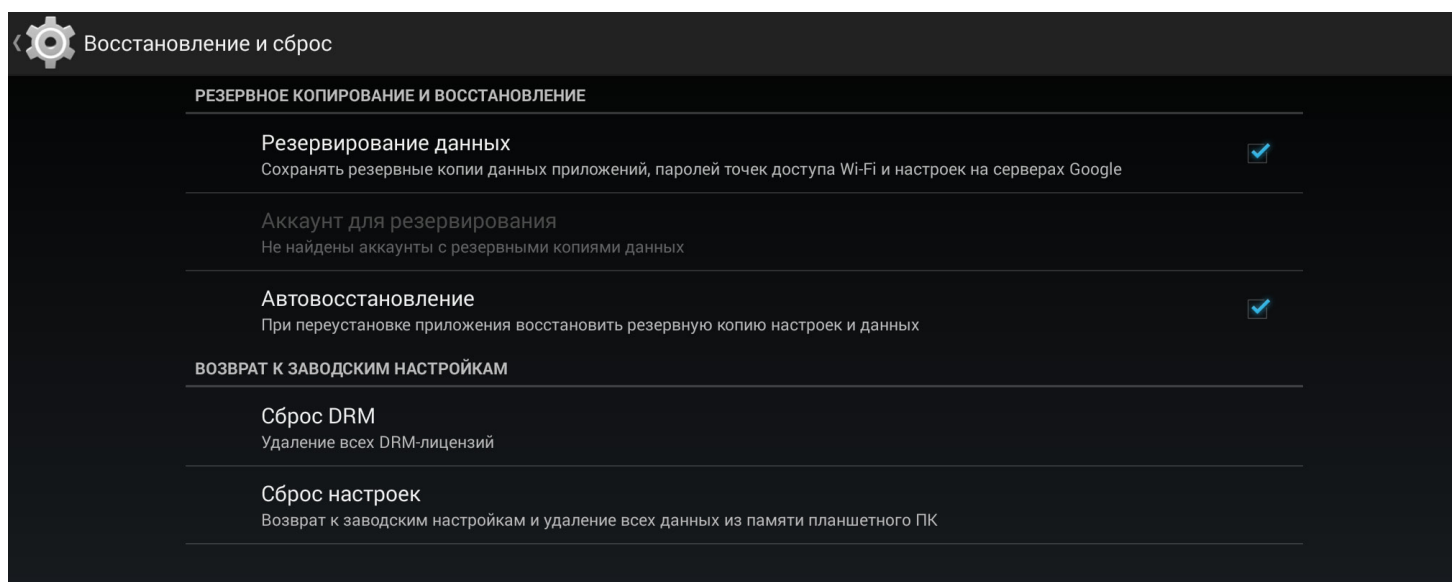 Восстановление и сброс
РЕЗЕРВНОЕ КОПИРОВАНИЕ И ВОССТАНОВЛЕНИЕ
Резервирование данных
Сохранять резервные копии данных приложений, паролей точек доступа Wi-Fi и настроек на серверах Google
Аккаунт для резервирования
Не найдены аккаунты с резервными копиями данных
Автовосстановление
При переустановке приложения восстановить резервную копию настроек и данных
ВОЗВРАТ К ЗАВОДСКИМ НАСТРОЙКАМ
Сброс DRM
Удаление всех DRM-лицензий
Сброс настроек
Возврат к заводским настройкам и удаление всех данных из памяти планшетного ПК